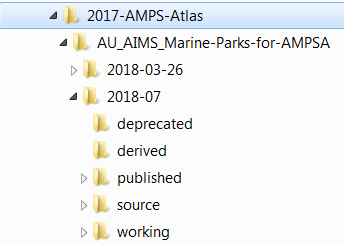 2017-AMPS-Atlas
AU_AIMS_Marine-Parks-for-AMPSA
2018-03-26
2018-07
deprecated
derived
published
source
working